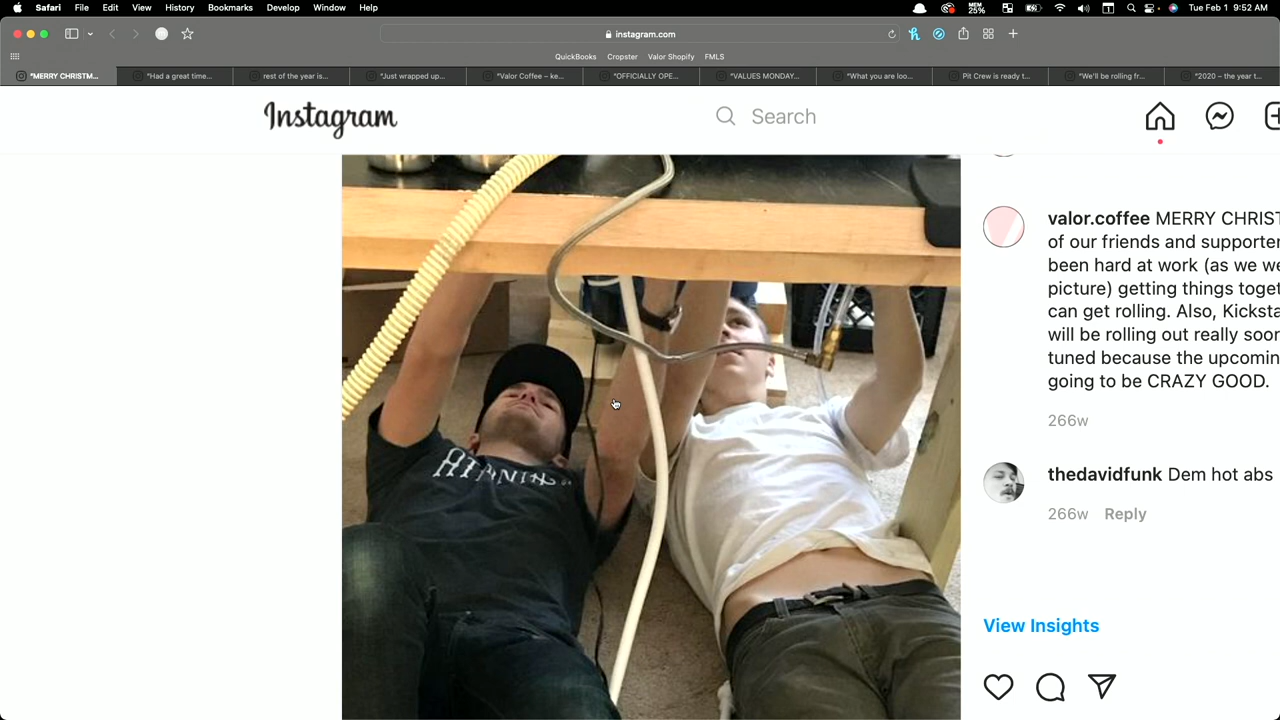 Safari File Edit View History Bookmarks Develop Window Help
MEM 25% Tue Feb 1 9:52 AM
instagram.com
QuickBooks Cropster Valor Shopify FMLS
"MERRY CHRISTM... "Had a great time... rest of the year is... "Just wrapped up... "Valor Coffee – ke... "OFFICIALLY OPE... "VALUES MONDAY... "What you are loo... Pit Crew is ready t... "We'll be rolling fr... "2020 – the year t...
Instagram
Search
valor.coffee MERRY CHRIST
of our friends and supporte
been hard at work (as we we
picture) getting things toget
can get rolling. Also, Kicksta
will be rolling out really soor
tuned because the upcomin
going to be CRAZY GOOD.
266w
thedavidfunk Dem hot abs
266w Reply
View Insights